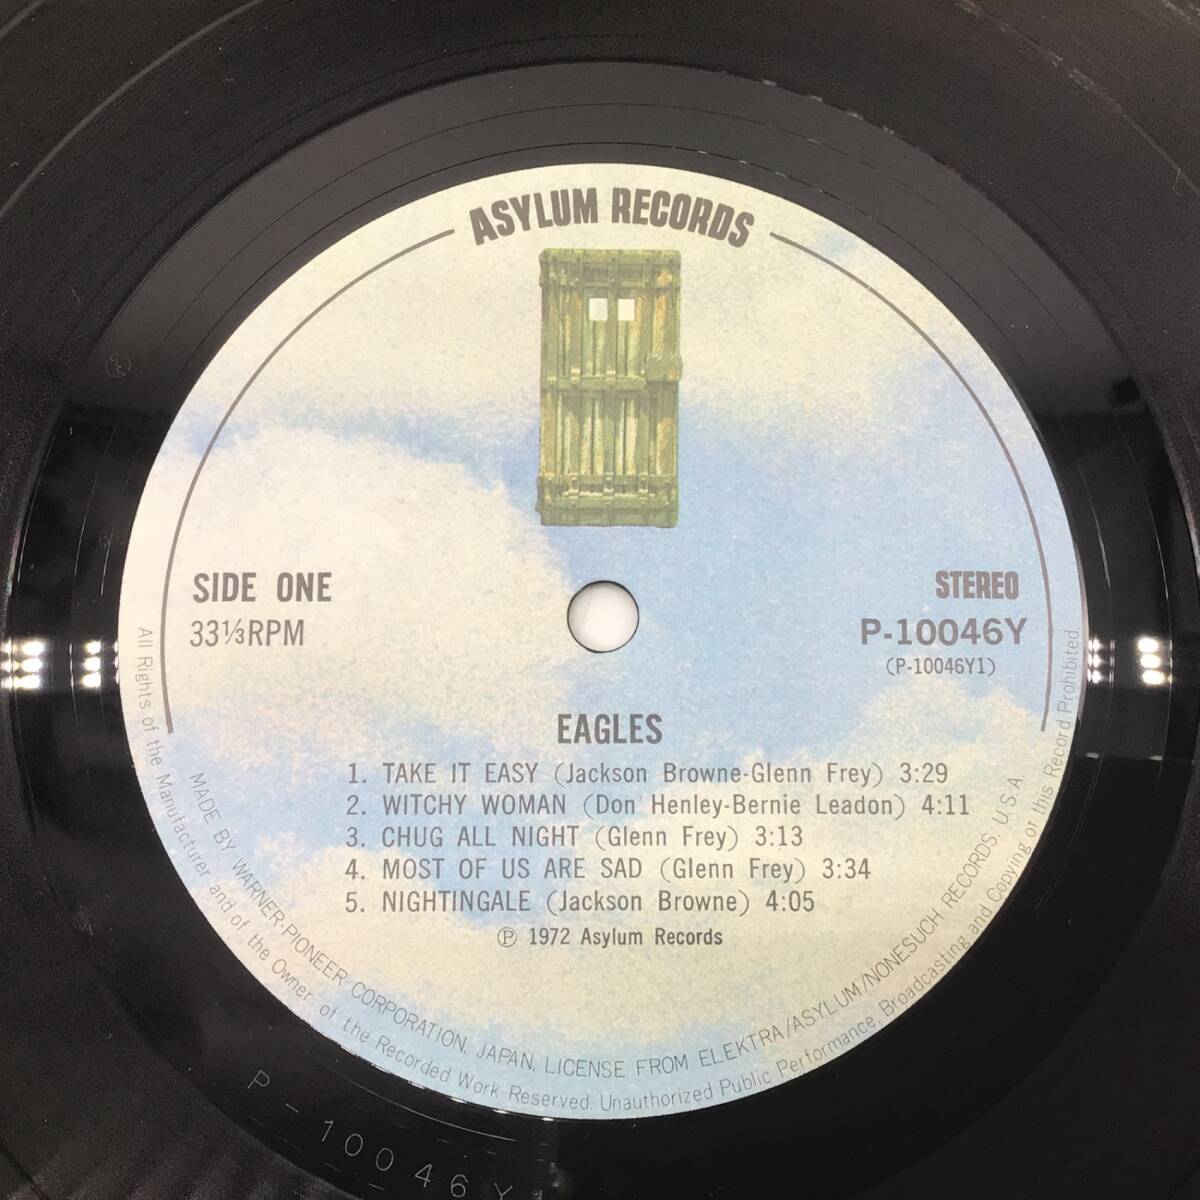 ASYLUM RECORDS
SIDE ONE
33⅓RPM
STEREO
P-10046Y
(P-10046Y1)
EAGLES
1. TAKE IT EASY (Jackson Browne-Glenn Frey) 3:29
2. WITCHY WOMAN (Don Henley-Bernie Leadon) 4:11
3. CHUG ALL NIGHT (Glenn Frey) 3:13
4. MOST OF US ARE SAD (Glenn Frey) 3:34
5. NIGHTINGALE (Jackson Browne) 4:05
Ⓟ 1972 Asylum Records
MADE BY WARNER-PIONEER CORPORATION, JAPAN, LICENSE FROM ELEKTRA/ASYLUM/NONESUCH RECORDS, U.S.A.
All Rights of the Manufacturer and of the Owner of the Recorded Work Reserved. Unauthorized Public Performance, Broadcasting and Copying of this Record Prohibited
P-10046Y